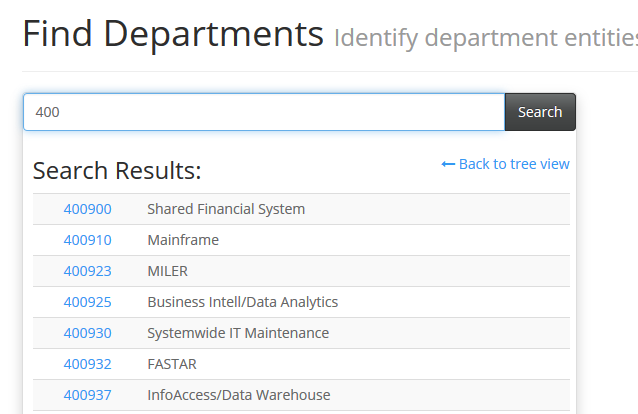 Find Departments Identify department entities
400 Search
Search Results: ← Back to tree view
400900 Shared Financial System
400910 Mainframe
400923 MILER
400925 Business Intell/Data Analytics
400930 Systemwide IT Maintenance
400932 FASTAR
400937 InfoAccess/Data Warehouse